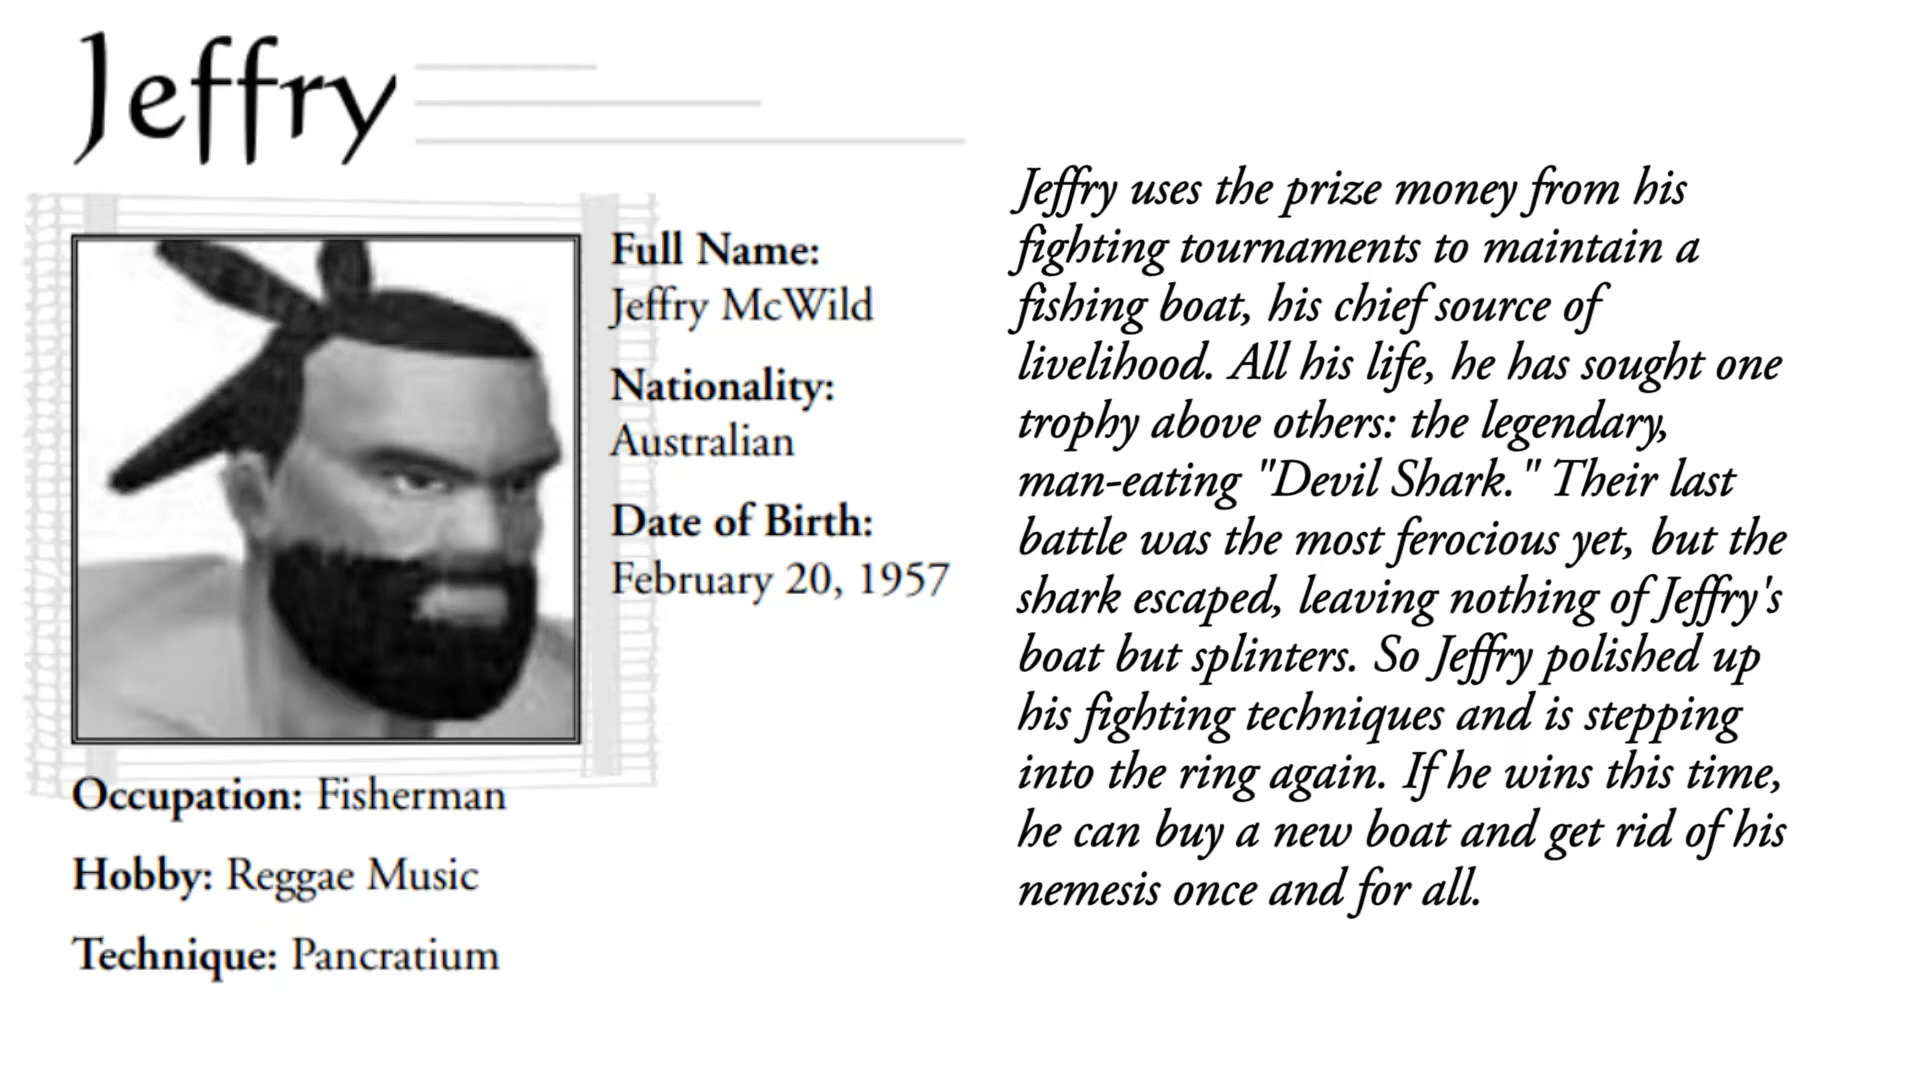 Jeffry
Full Name:
Jeffry McWild
Nationality:
Australian
Date of Birth:
February 20, 1957
Occupation: Fisherman
Hobby: Reggae Music
Technique: Pancratium
Jeffry uses the prize money from his
fighting tournaments to maintain a
fishing boat, his chief source of
livelihood. All his life, he has sought one
trophy above others: the legendary,
man-eating "Devil Shark." Their last
battle was the most ferocious yet, but the
shark escaped, leaving nothing of Jeffry's
boat but splinters. So Jeffry polished up
his fighting techniques and is stepping
into the ring again. If he wins this time,
he can buy a new boat and get rid of his
nemesis once and for all.